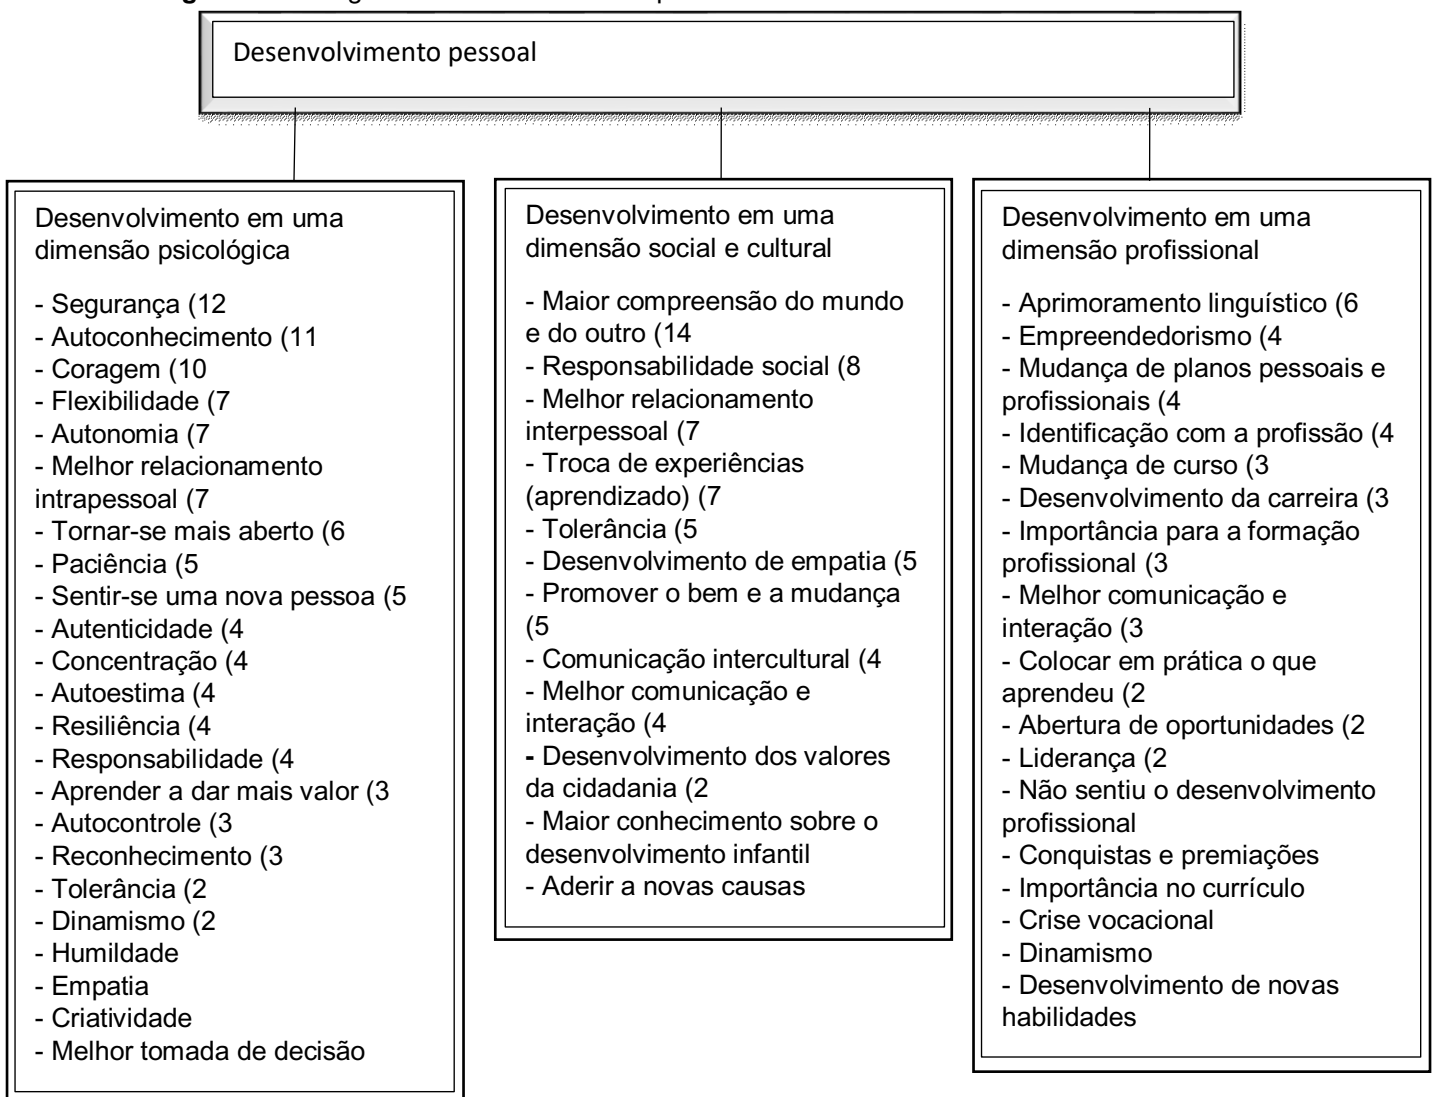 Desenvolvimento pessoal
Desenvolvimento em uma
dimensão psicológica
- Segurança (12
- Autoconhecimento (11
- Coragem (10
- Flexibilidade (7
- Autonomia (7
- Melhor relacionamento
intrapessoal (7
- Tornar-se mais aberto (6
- Paciência (5
- Sentir-se uma nova pessoa (5
- Autenticidade (4
- Concentração (4
- Autoestima (4
- Resiliência (4
- Responsabilidade (4
- Aprender a dar mais valor (3
- Autocontrole (3
- Reconhecimento (3
- Tolerância (2
- Dinamismo (2
- Humildade
- Empatia
- Criatividade
- Melhor tomada de decisão
Desenvolvimento em uma
dimensão social e cultural
- Maior compreensão do mundo
e do outro (14
- Responsabilidade social (8
- Melhor relacionamento
interpessoal (7
- Troca de experiências
(aprendizado) (7
- Tolerância (5
- Desenvolvimento de empatia (5
- Promover o bem e a mudança
(5
- Comunicação intercultural (4
- Melhor comunicação e
interação (4
- Desenvolvimento dos valores
da cidadania (2
- Maior conhecimento sobre o
desenvolvimento infantil
- Aderir a novas causas
Desenvolvimento em uma
dimensão profissional
- Aprimoramento linguístico (6
- Empreendedorismo (4
- Mudança de planos pessoais e
profissionais (4
- Identificação com a profissão (4
- Mudança de curso (3
- Desenvolvimento da carreira (3
- Importância para a formação
profissional (3
- Melhor comunicação e
interação (3
- Colocar em prática o que
aprendeu (2
- Abertura de oportunidades (2
- Liderança (2
- Não sentiu o desenvolvimento
profissional
- Conquistas e premiações
- Importância no currículo
- Crise vocacional
- Dinamismo
- Desenvolvimento de novas
habilidades